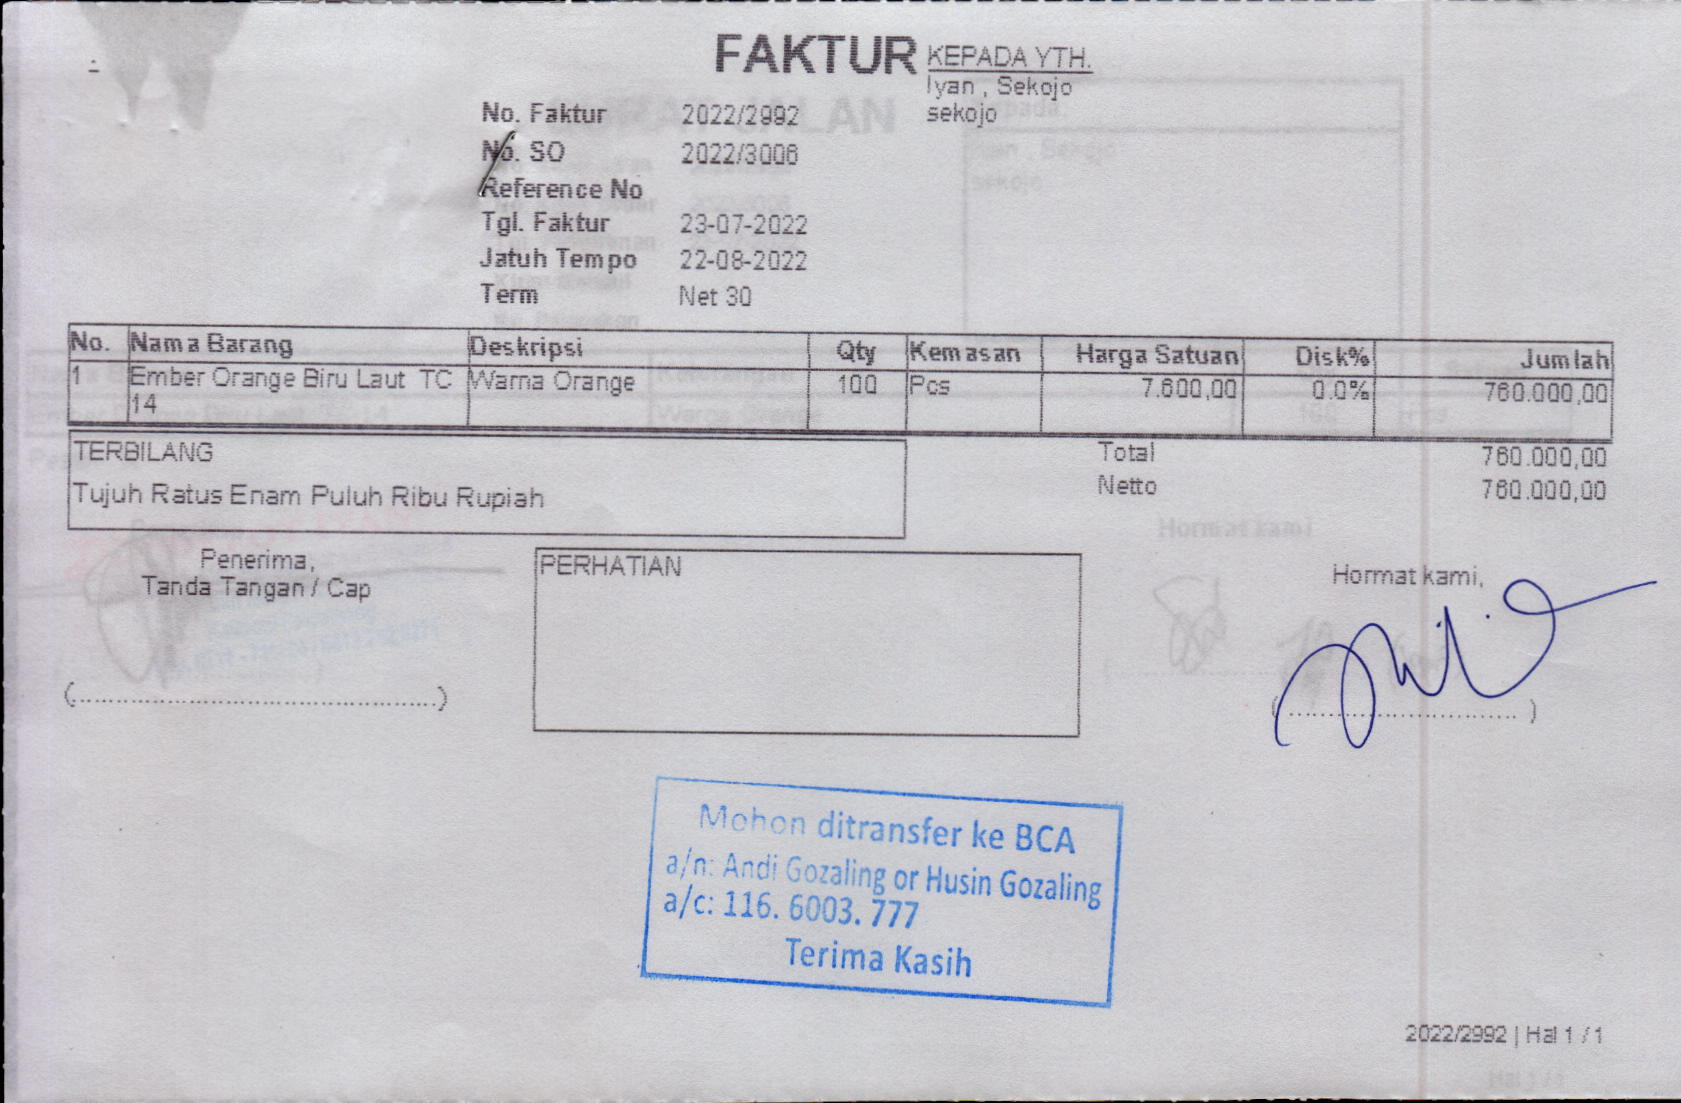 FAKTUR
KEPADA YTH.
Iyan , Sekojo
sekojo
No. Faktur 2022/2992
No. SO 2022/3006
Reference No
Tgl. Faktur 23-07-2022
Jatuh Tempo 22-08-2022
Term Net 30
No. Nama Barang Deskripsi Qty Kemasan Harga Satuan Disk% Jumlah
1 Ember Orange Biru Laut TC Warna Orange 100 Pcs 7.600,00 0.0% 760.000,00
14
TERBILANG
Tujuh Ratus Enam Puluh Ribu Rupiah
Total 760.000,00
Netto 760.000,00
Penerima,
Tanda Tangan / Cap
PERHATIAN
Hormat kami,
Mohon ditransfer ke BCA
a/n: Andi Gozaling or Husin Gozaling
a/c: 116. 6003. 777
Terima Kasih
2022/2992 | Hal 1 / 1